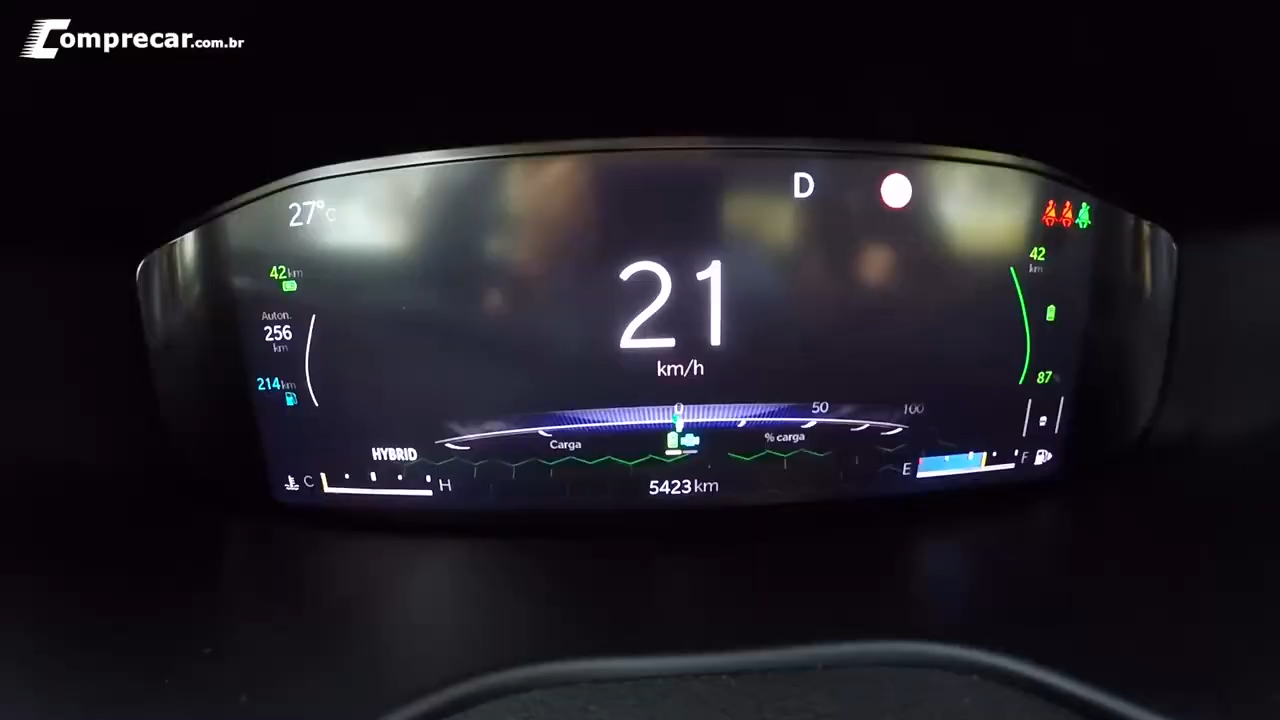 Comprecar.com.br
D
27°C
42 km
42
km
Auton.
256
km
21
km/h
214 km
87
0
50
100
Carga
% carga
HYBRID
C
H
5423 km
E
F